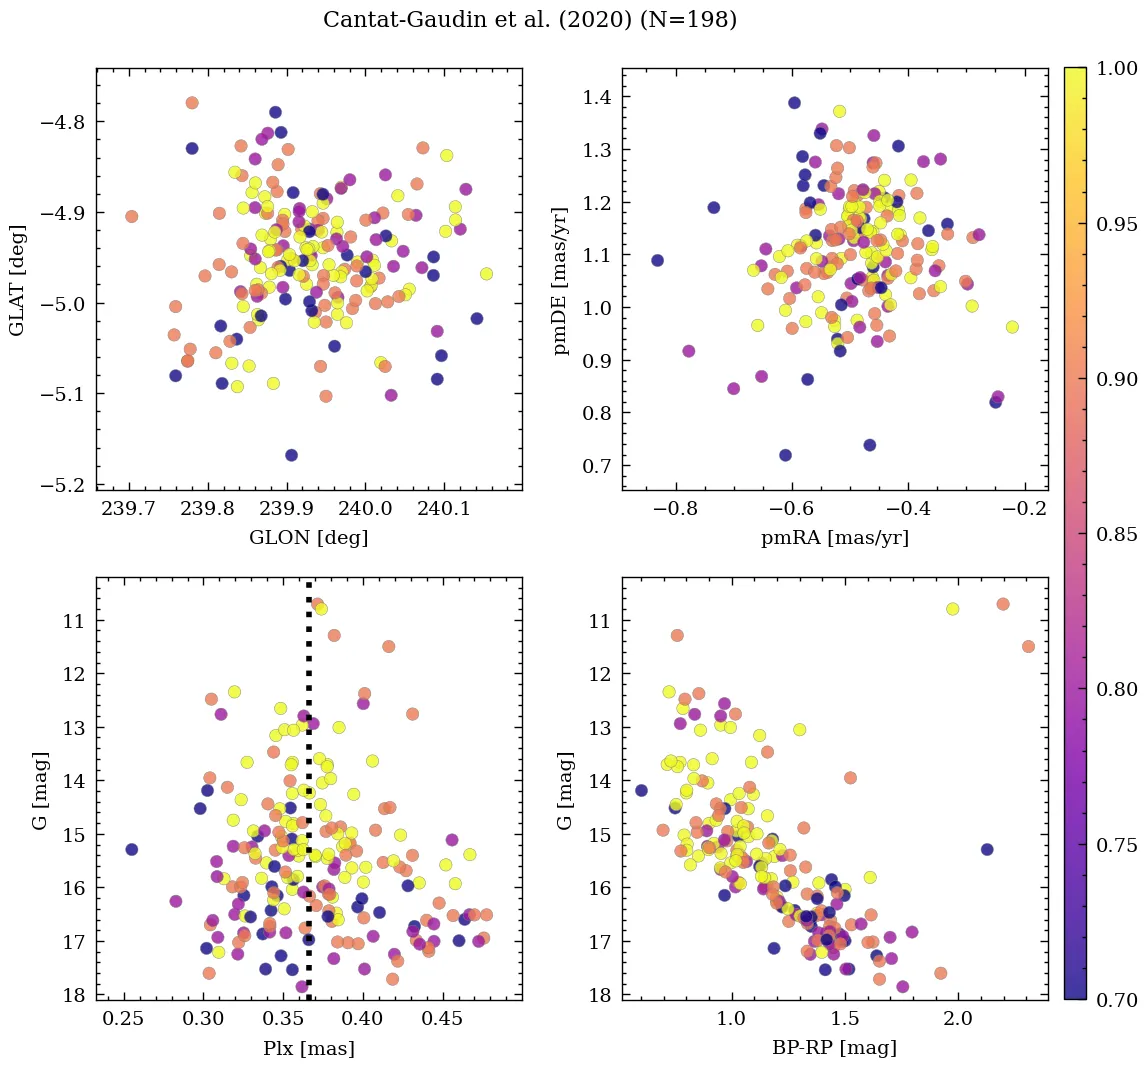 Cantat-Gaudin et al. (2020) (N=198)
−4.8
−4.9
−5.0
−5.1
−5.2
GLAT [deg]
239.7 239.8 239.9 240.0 240.1
GLON [deg]
1.4
1.3
1.2
1.1
1.0
0.9
0.8
0.7
pmDE [mas/yr]
−0.8 −0.6 −0.4 −0.2
pmRA [mas/yr]
11
12
13
14
15
16
17
18
G [mag]
0.25 0.30 0.35 0.40 0.45
Plx [mas]
11
12
13
14
15
16
17
18
G [mag]
1.0 1.5 2.0
BP-RP [mag]
1.00
0.95
0.90
0.85
0.80
0.75
0.70